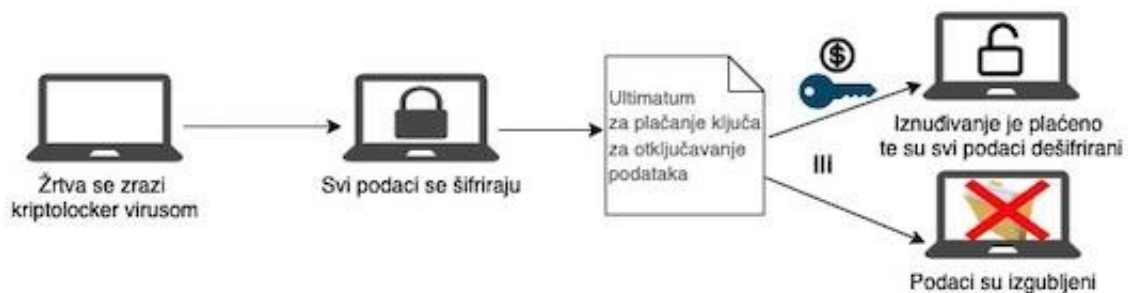 Žrtva se zrazi
kriptolocker virusom
Svi podaci se šifriraju
Ultimatum
za plačanje ključa
za otključavanje
podataka
$
Ili
Iznuđivanje je plaćeno
te su svi podaci dešifrirani
Podaci su izgubljeni